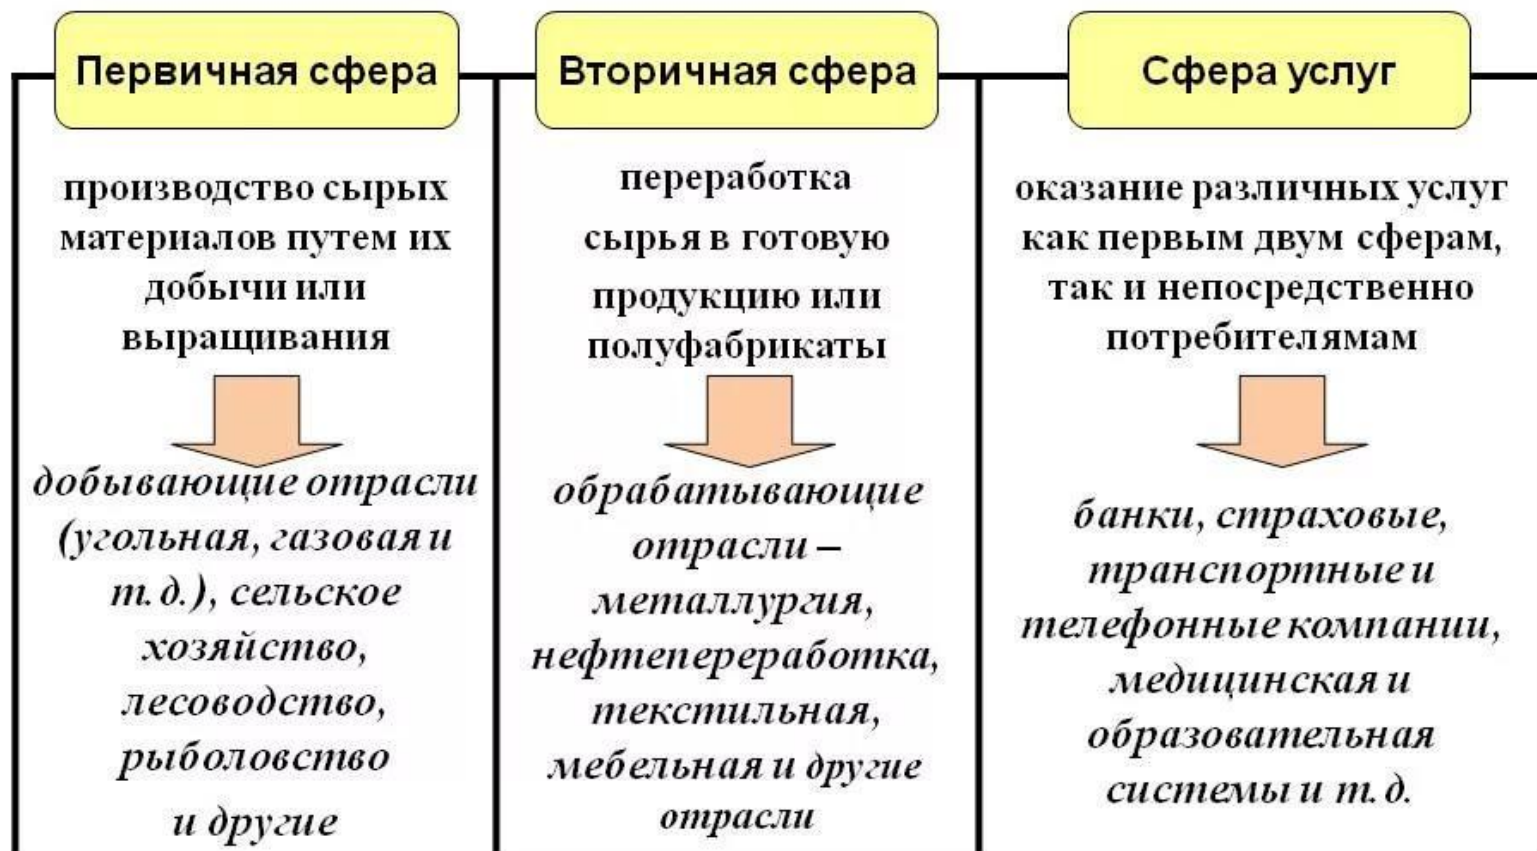 Первичная сфера
производство сырых
материалов путем их
добычи или
выращивания
добывающие отрасли
(угольная, газовая и
т. д.), сельское
хозяйство,
лесоводство,
рыболовство
и другие
Вторичная сфера
переработка
сырья в готовую
продукцию или
полуфабрикаты
обрабатывающие
отрасли –
металлургия,
нефтепереработка,
текстильная,
мебельная и другие
отрасли
Сфера услуг
оказание различных услуг
как первым двум сферам,
так и непосредственно
потребителямам
банки, страховые,
транспортные и
телефонные компании,
медицинская и
образовательная
системы и т. д.